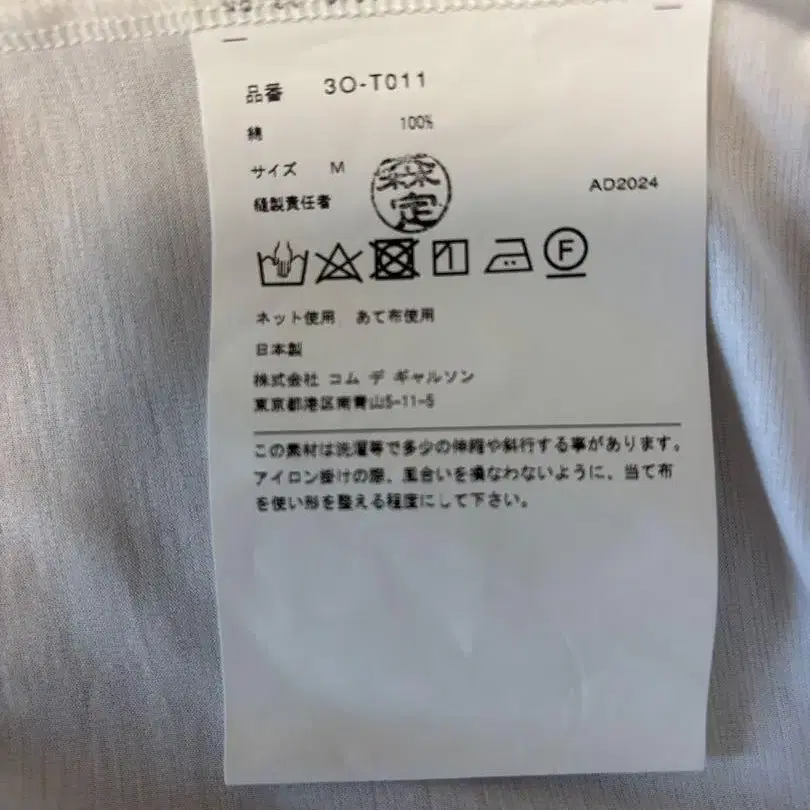 品番 3O-T011
綿 100%
サイズ M
縫製責任者
AD2024
F
ネット使用 あて布使用
日本製
株式会社 コム デ ギャルソン
東京都港区南青山5-11-5
この素材は洗濯等で多少の伸縮や斜行する事があります。
アイロン掛けの際、風合いを損なわないように、当て布
を使い形を整える程度にして下さい。